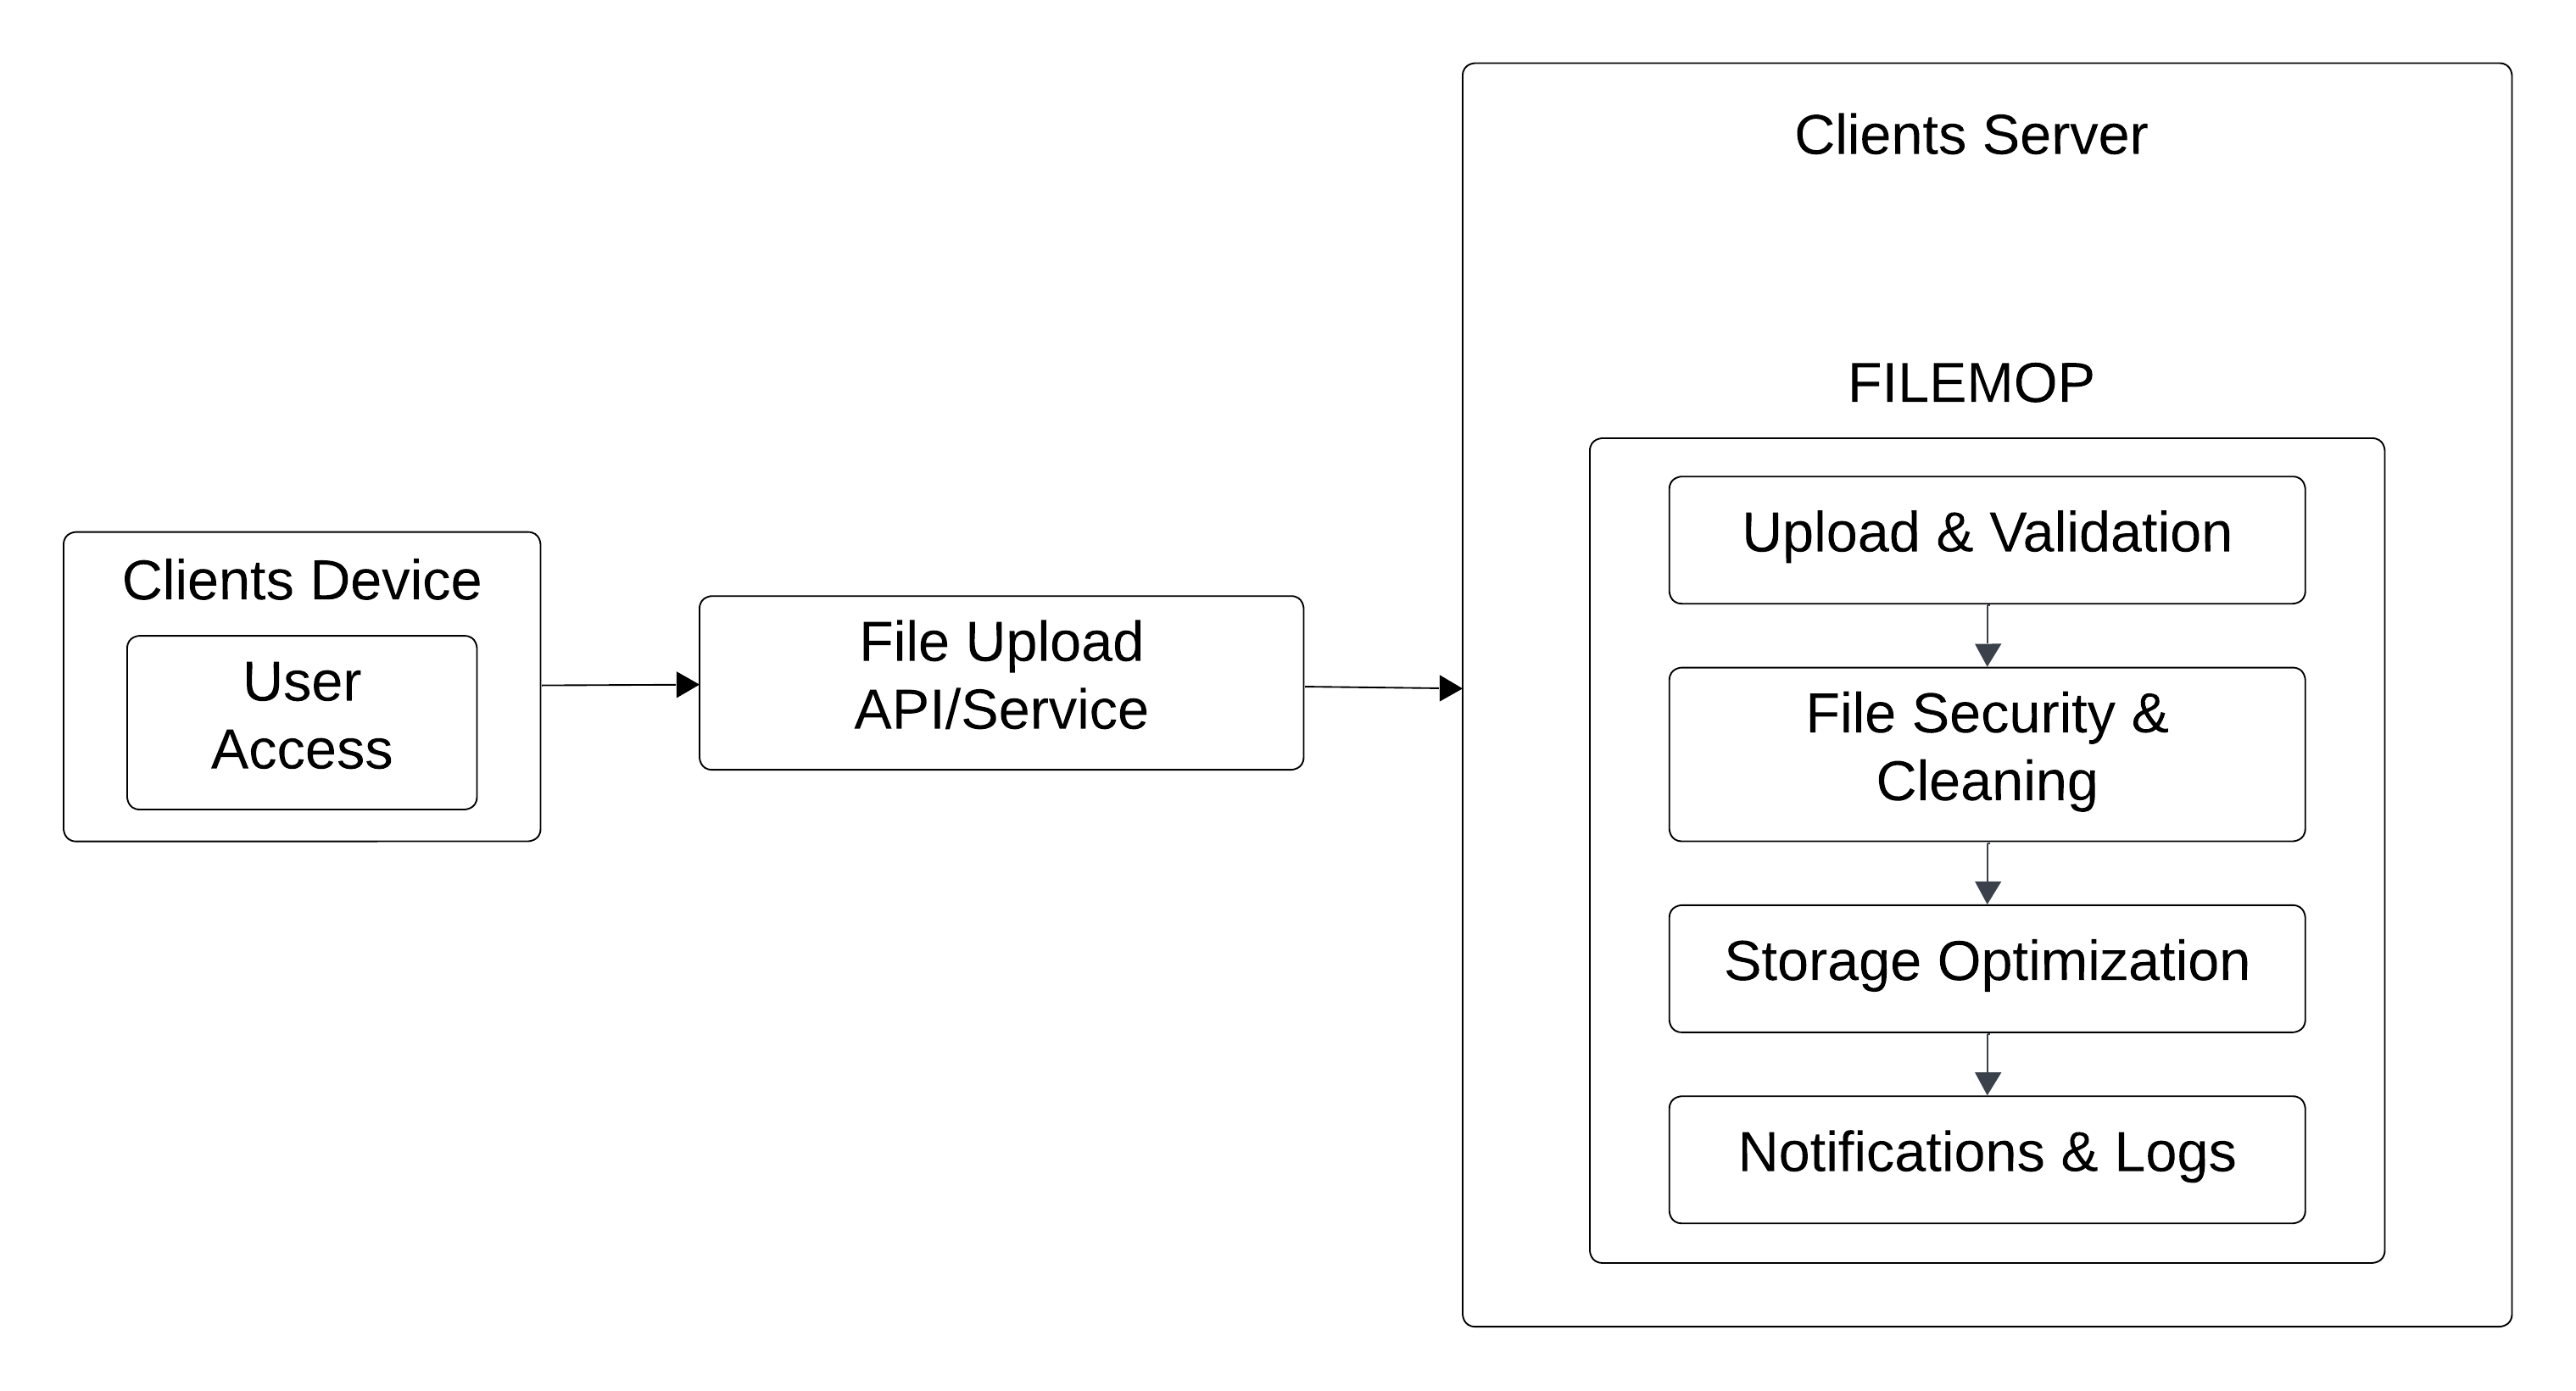 Clients Device
User
Access
File Upload
API/Service
Clients Server
FILEMOP
Upload & Validation
File Security &
Cleaning
Storage Optimization
Notifications & Logs